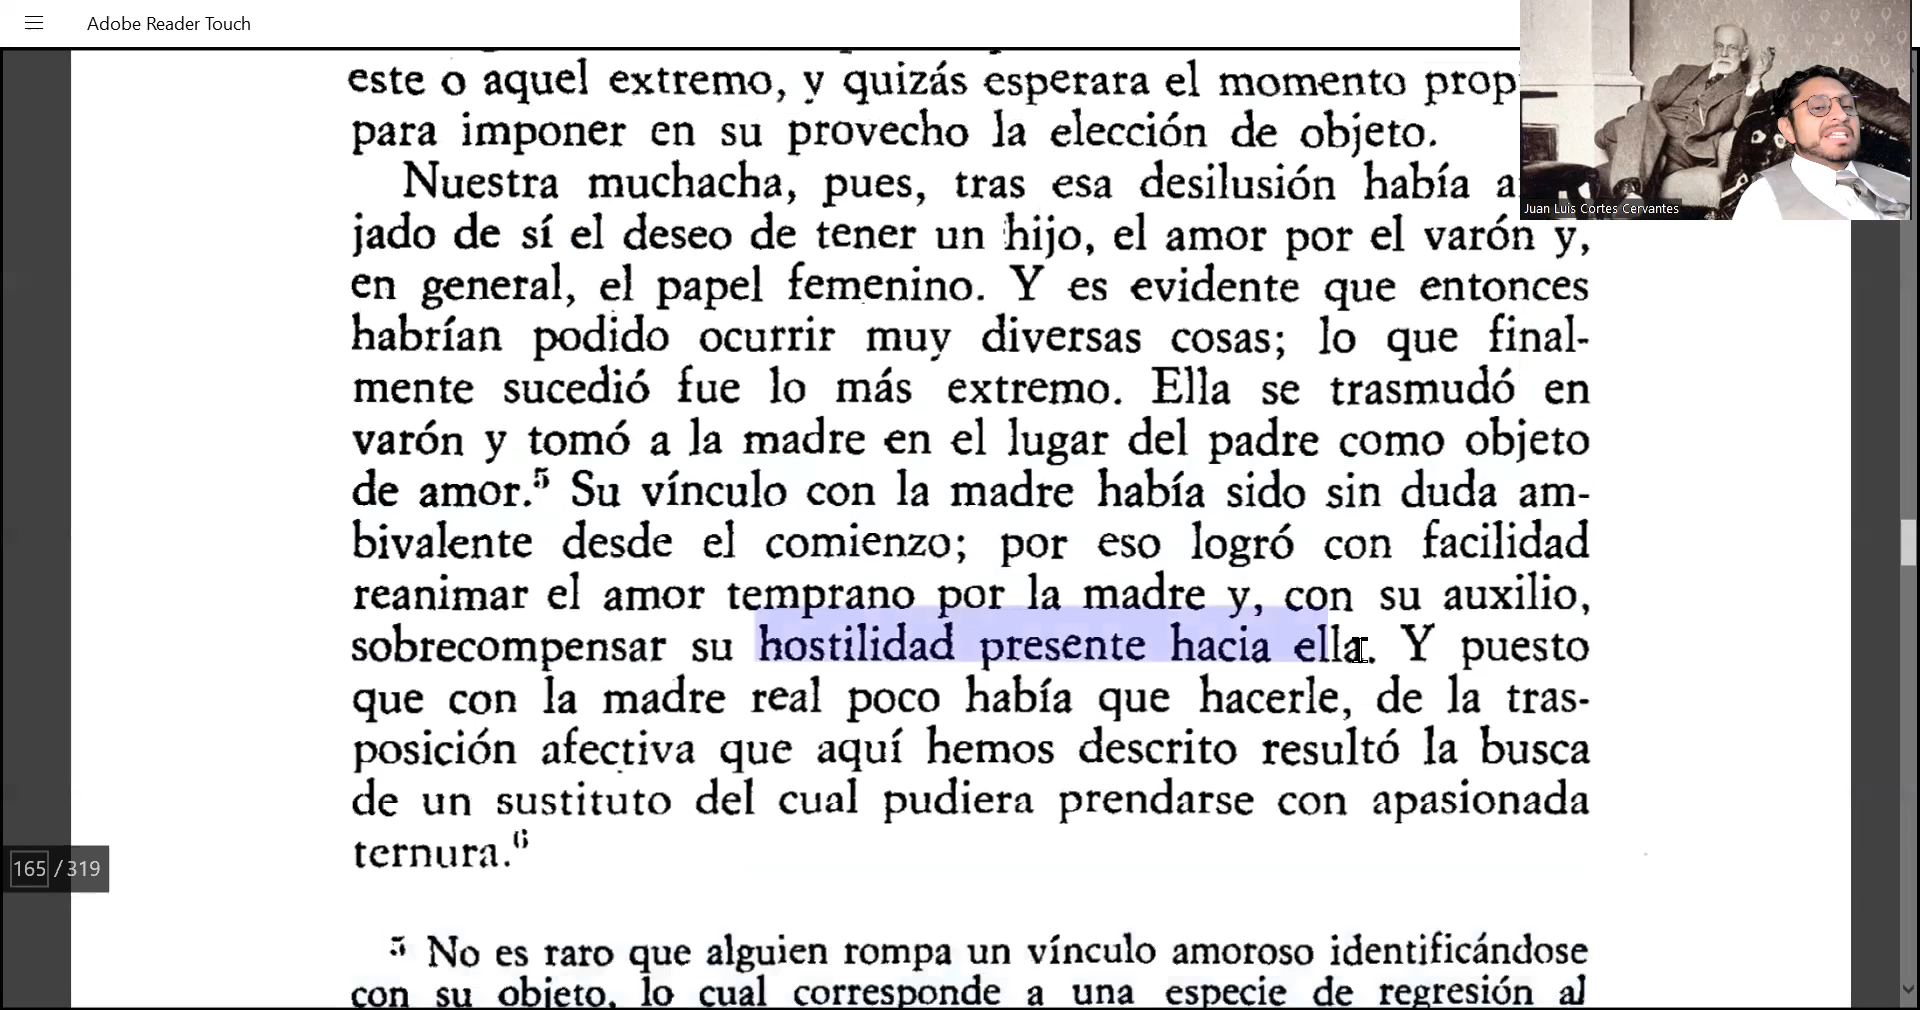 Adobe Reader Touch
este o aquel extremo, y quizás esperara el momento prop
para imponer en su provecho la elección de objeto.
Nuestra muchacha, pues, tras esa desilusión había a
Juan Luis Cortes Cervantes
jado de sí el deseo de tener un hijo, el amor por el varón y,
en general, el papel femenino. Y es evidente que entonces
habrían podido ocurrir muy diversas cosas; lo que final-
mente sucedió fue lo más extremo. Ella se trasmudó en
varón y tomó a la madre en el lugar del padre como objeto
de amor.⁵ Su vínculo con la madre había sido sin duda am-
bivalente desde el comienzo; por eso logró con facilidad
reanimar el amor temprano por la madre y, con su auxilio,
sobrecompensar su hostilidad presente hacia ella. Y puesto
que con la madre real poco había que hacerle, de la tras-
posición afectiva que aquí hemos descrito resultó la busca
de un sustituto del cual pudiera prendarse con apasionada
ternura.⁶
165 / 319
⁵ No es raro que alguien rompa un vínculo amoroso identificándose
con su objeto, lo cual corresponde a una especie de regresión al